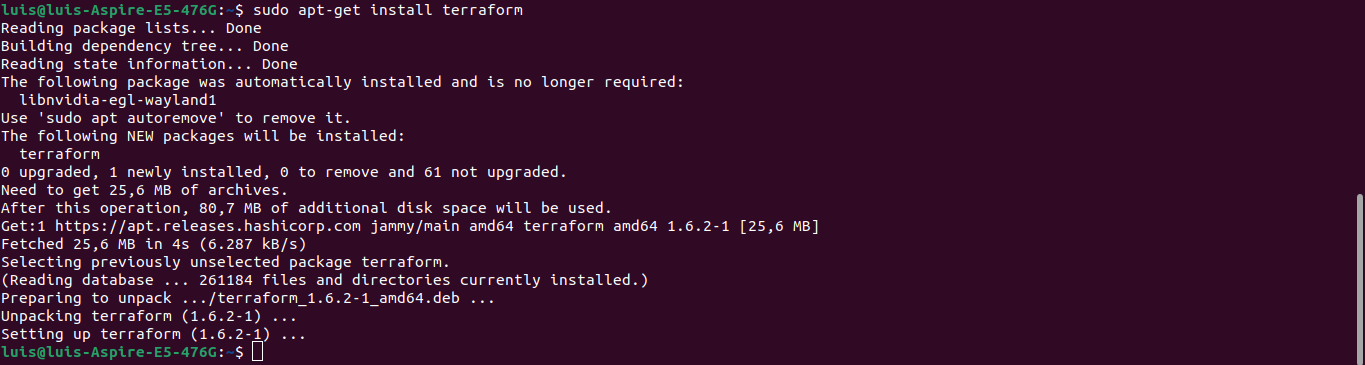 luis@luis-Aspire-E5-476G:~$ sudo apt-get install terraform
Reading package lists... Done
Building dependency tree... Done
Reading state information... Done
The following package was automatically installed and is no longer required:
  libnvidia-egl-wayland1
Use 'sudo apt autoremove' to remove it.
The following NEW packages will be installed:
  terraform
0 upgraded, 1 newly installed, 0 to remove and 61 not upgraded.
Need to get 25,6 MB of archives.
After this operation, 80,7 MB of additional disk space will be used.
Get:1 https://apt.releases.hashicorp.com jammy/main amd64 terraform amd64 1.6.2-1 [25,6 MB]
Fetched 25,6 MB in 4s (6.287 kB/s)
Selecting previously unselected package terraform.
(Reading database ... 261184 files and directories currently installed.)
Preparing to unpack .../terraform_1.6.2-1_amd64.deb ...
Unpacking terraform (1.6.2-1) ...
Setting up terraform (1.6.2-1) ...
luis@luis-Aspire-E5-476G:~$